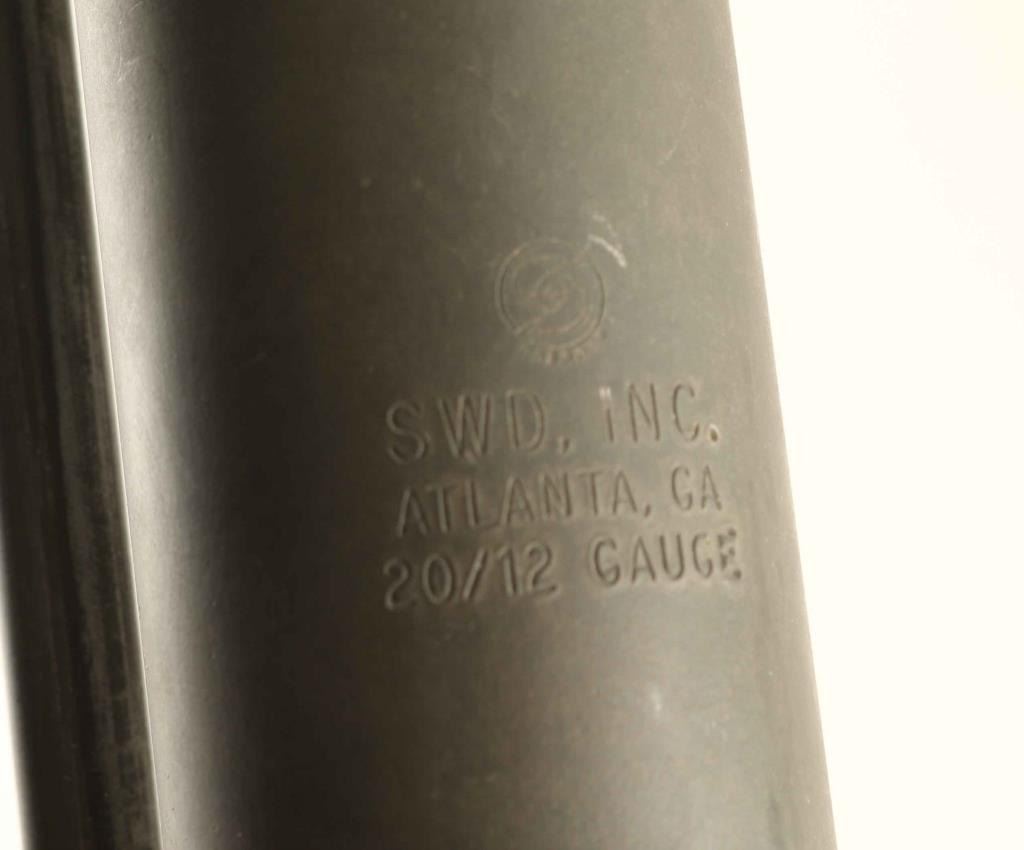 SWD, INC.
ATLANTA, GA
20/12 GAUGE